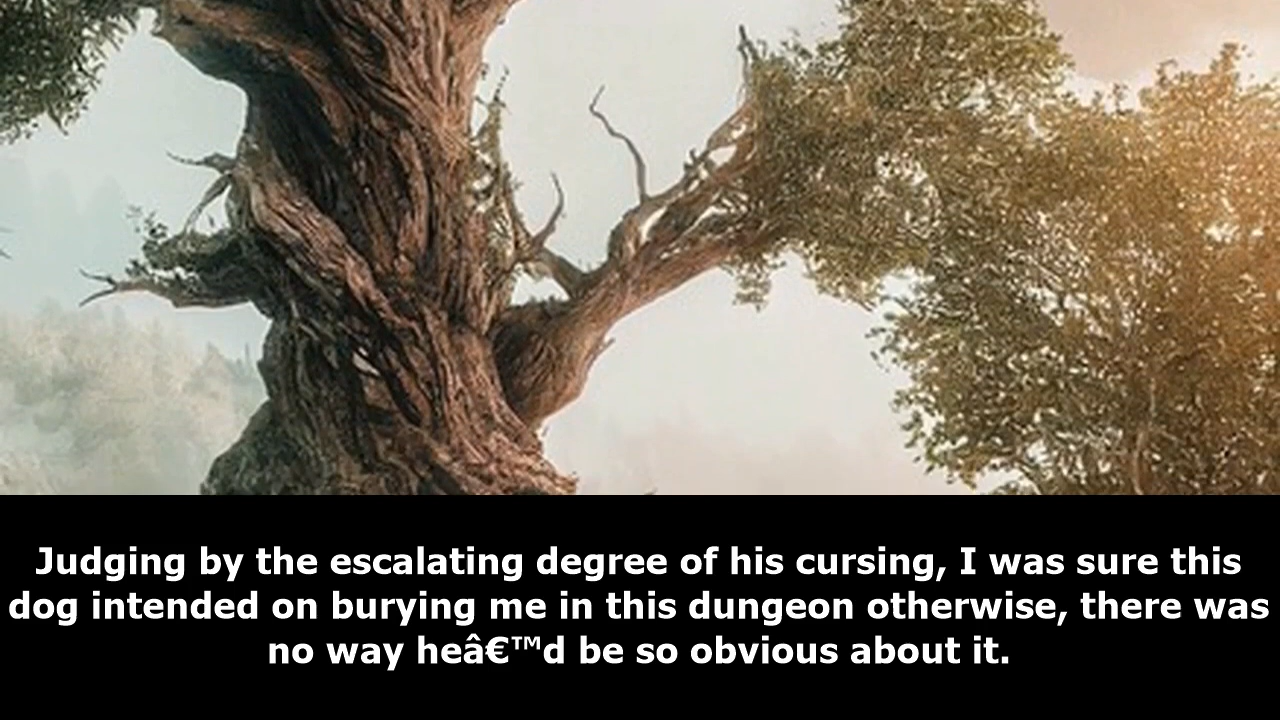 Judging by the escalating degree of his cursing, I was sure this
dog intended on burying me in this dungeon otherwise, there was
no way heâ€™d be so obvious about it.